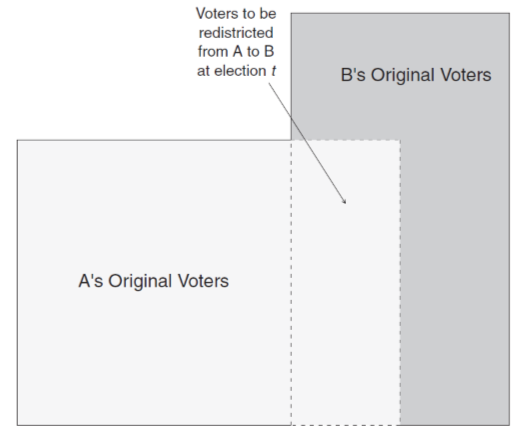 Voters to be
redistricted
from A to B
at election t
B's Original Voters
A's Original Voters